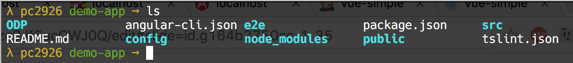 λ pc2926 demo-app → ls
ODP angular-cli.json e2e package.json src
README.md config node_modules public tslint.json
λ pc2926 demo-app →